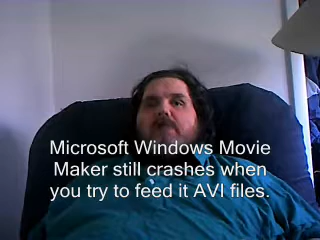 Microsoft Windows Movie
Maker still crashes when
you try to feed it AVI files.